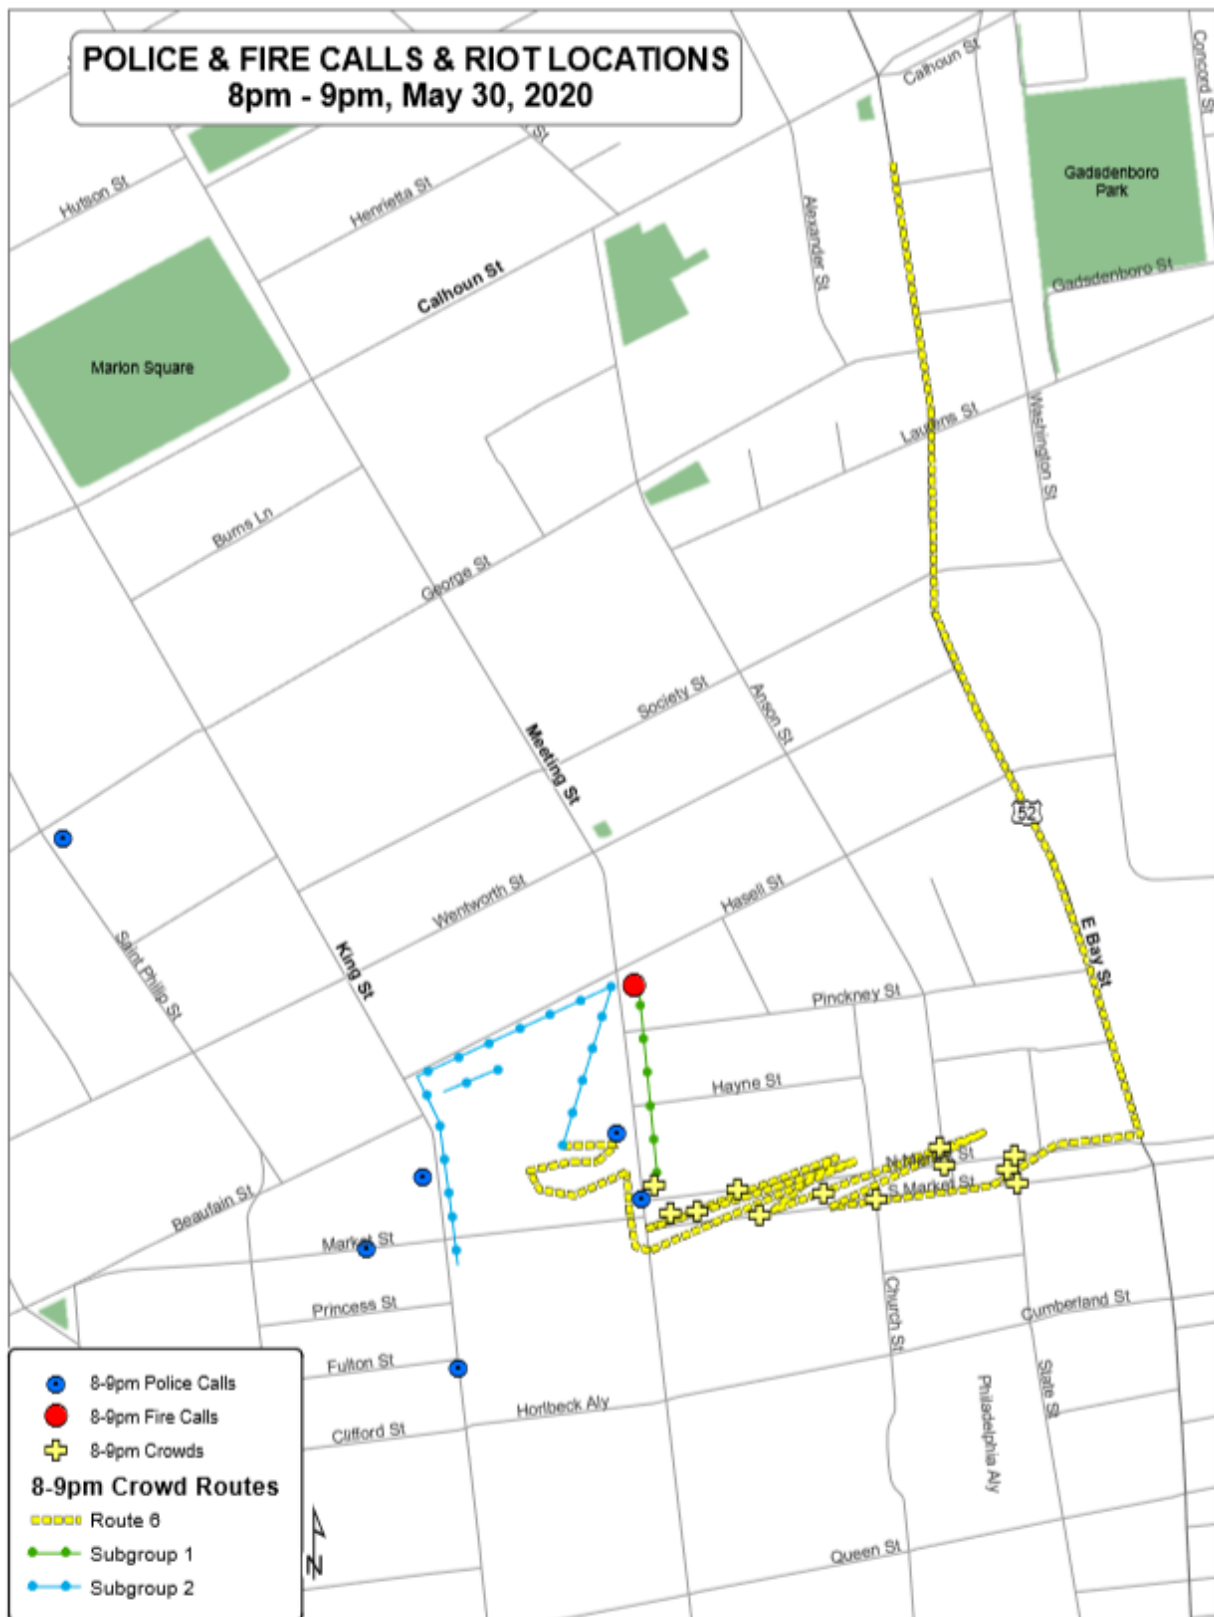 POLICE & FIRE CALLS & RIOT LOCATIONS
8pm - 9pm, May 30, 2020
Calhoun St
Concord St
St
Hutson St
Henrietta St
Gadsdenboro
Park
Alexander St
Calhoun St
Gadsdenboro St
Marion Square
Laurens St
Washington St
Burns Ln
George St
Society St
Anson St
Meeting St
52
Wentworth St
Hasell St
Saint Philip St
King St
E Bay St
Pinckney St
Hayne St
N Market St
S Market St
Beaufain St
Market St
Princess St
Church St
Cumberland St
Fulton St
State St
Philadelphia Aly
Horlbeck Aly
Clifford St
Queen St
8-9pm Police Calls
8-9pm Fire Calls
8-9pm Crowds
8-9pm Crowd Routes
Route 6
Subgroup 1
Subgroup 2
N